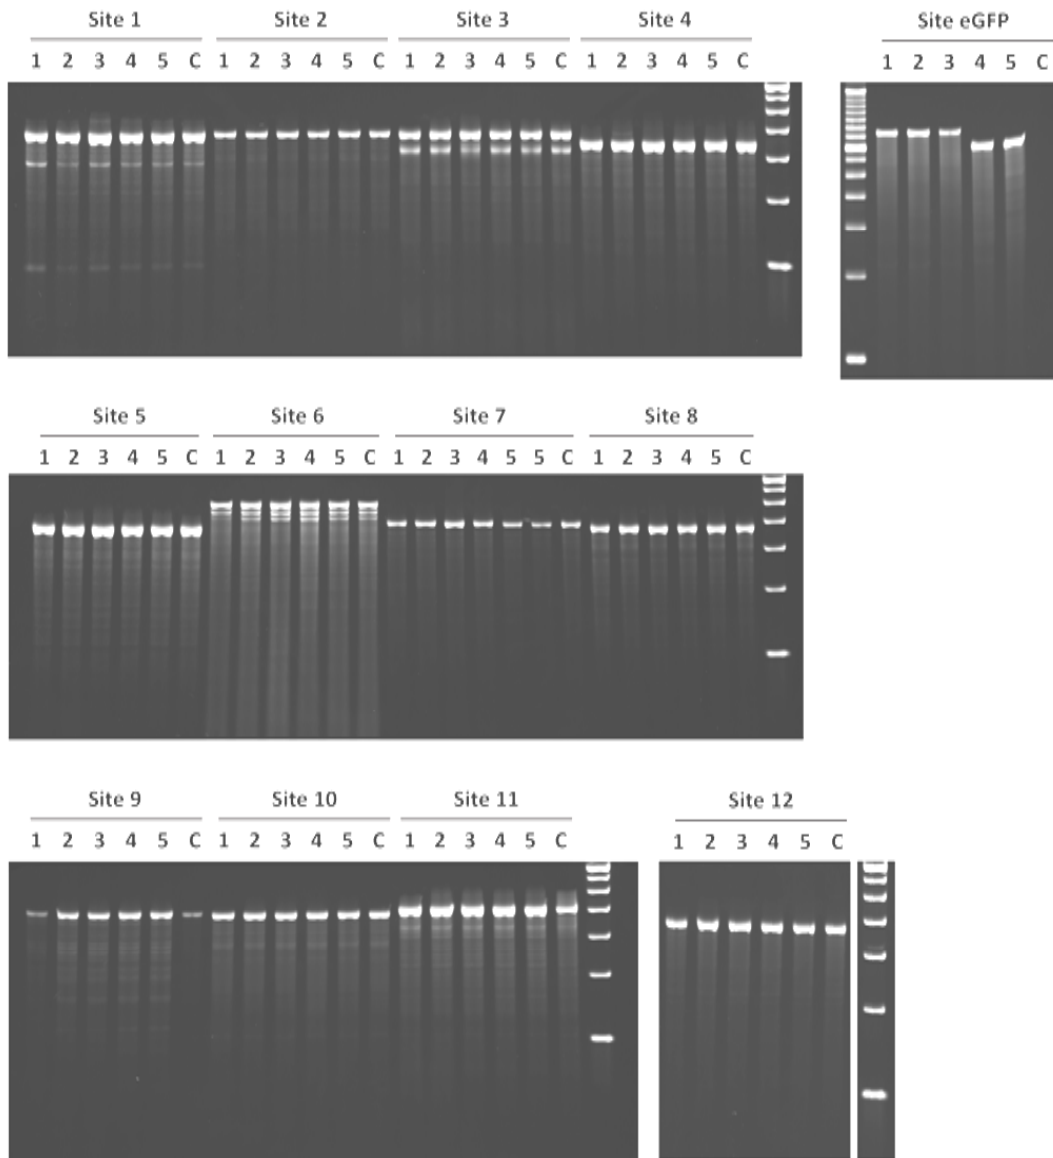 Site 1 Site 2 Site 3 Site 4 Site eGFP
1 2 3 4 5 C 1 2 3 4 5 C 1 2 3 4 5 C 1 2 3 4 5 C 1 2 3 4 5 C
Site 5 Site 6 Site 7 Site 8
1 2 3 4 5 C 1 2 3 4 5 C 1 2 3 4 5 5 C 1 2 3 4 5 C
Site 9 Site 10 Site 11 Site 12
1 2 3 4 5 C 1 2 3 4 5 C 1 2 3 4 5 C 1 2 3 4 5 C